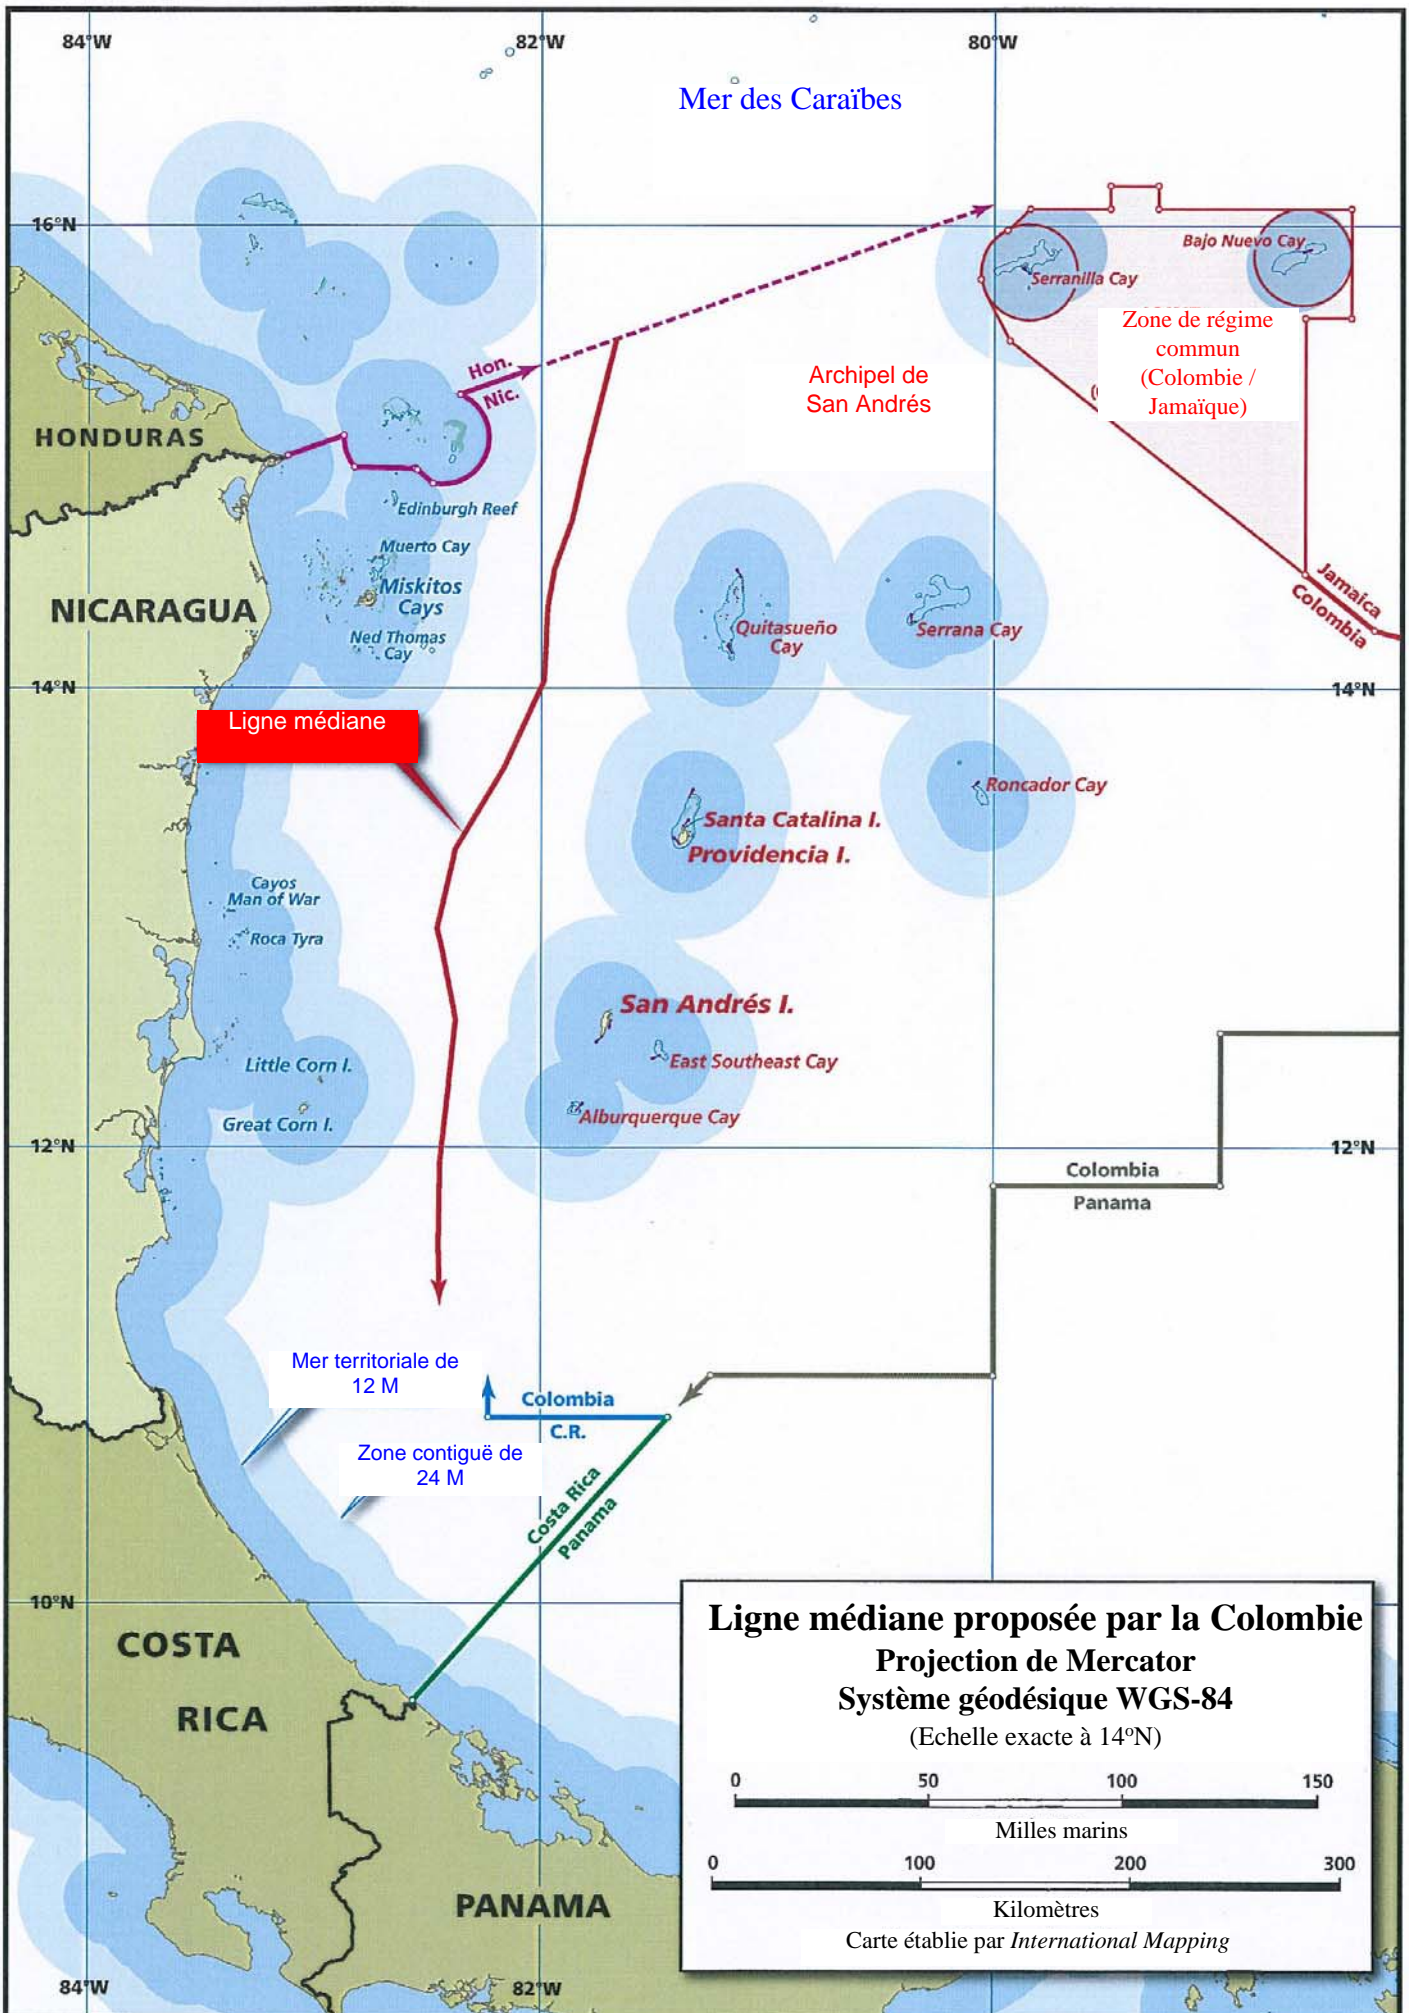 84°W
82°W
80°W
Mer des Caraïbes
16°N
Bajo Nuevo Cay
Serranilla Cay
Zone de régime
commun
(Colombie /
Jamaïque)
Hon.
Nic.
Archipel de
San Andrés
HONDURAS
Edinburgh Reef
Muerto Cay
Miskitos
Cays
Ned Thomas
Cay
NICARAGUA
Quitasueño
Cay
Serrana Cay
Jamaica
Colombia
14°N
Ligne médiane
Roncador Cay
Santa Catalina I.
Providencia I.
Cayos
Man of War
Roca Tyra
San Andrés I.
East Southeast Cay
Little Corn I.
Great Corn I.
Alburquerque Cay
12°N
12°N
Colombia
Panama
Mer territoriale de
12 M
Colombia
C.R.
Zone contiguë de
24 M
Costa Rica
Panama
10°N
COSTA
RICA
PANAMA
Ligne médiane proposée par la Colombie
Projection de Mercator
Système géodésique WGS-84
(Echelle exacte à 14°N)
0 50 100 150
Milles marins
0 100 200 300
Kilomètres
Carte établie par International Mapping
84°W
82°W